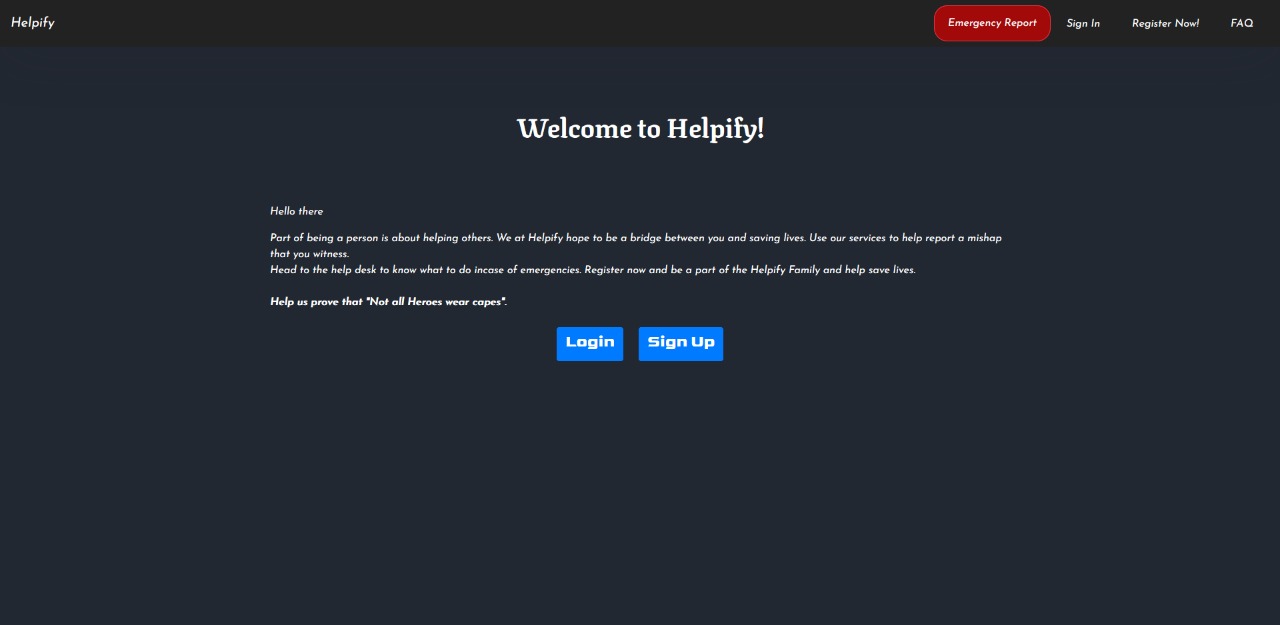 Helpify
Emergency Report
Sign In
Register Now!
FAQ
Welcome to Helpify!
Hello there
Part of being a person is about helping others. We at Helpify hope to be a bridge between you and saving lives. Use our services to help report a mishap
that you witness.
Head to the help desk to know what to do incase of emergencies. Register now and be a part of the Helpify Family and help save lives.
Help us prove that "Not all Heroes wear capes".
Login
Sign Up